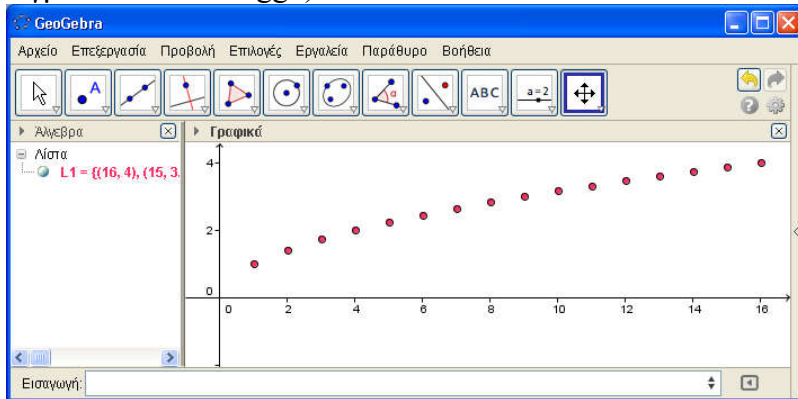 GeoGebra
Αρχείο Επεξεργασία Προβολή Επιλογές Εργαλεία Παράθυρο Βοήθεια
A α ABC a=2
Άλγεβρα
Γραφικά
Λίστα
L1 = {(16, 4), (15, 3.
4
2
0
0 2 4 6 8 10 12 14 16
Εισαγωγή: